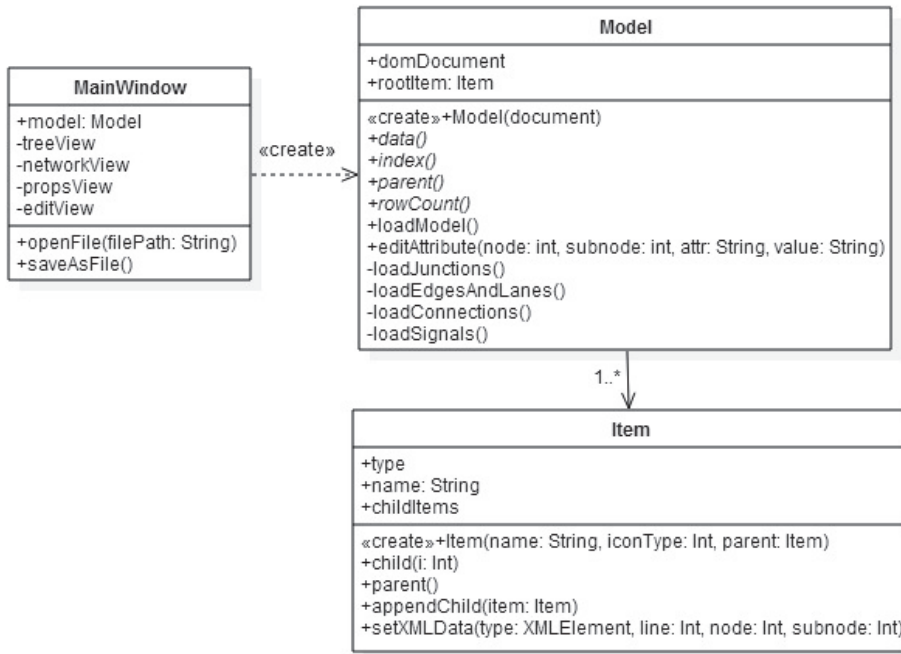 MainWindow
+model: Model
-treeView
-networkView
-propsView
-editView
+openFile(filePath: String)
+saveAsFile()
«create»
Model
+domDocument
+rootItem: Item
«create»+Model(document)
+data()
+index()
+parent()
+rowCount()
+loadModel()
+editAttribute(node: int, subnode: int, attr: String, value: String)
-loadJunctions()
-loadEdgesAndLanes()
-loadConnections()
-loadSignals()
1..*
Item
+type
+name: String
+childItems
«create»+Item(name: String, iconType: Int, parent: Item)
+child(i: Int)
+parent()
+appendChild(item: Item)
+setXMLData(type: XMLElement, line: Int, node: Int, subnode: Int)